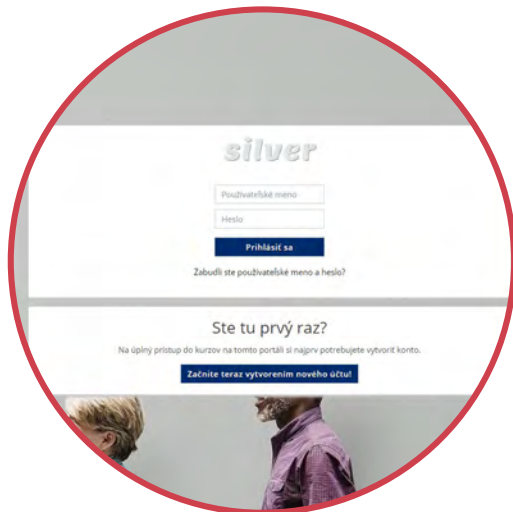 silver
Používateľské meno
Heslo
Prihlásiť sa
Zabudli ste používateľské meno a heslo?
Ste tu prvý raz?
Na úplný prístup do kurzov na tomto portáli si najprv potrebujete vytvoriť konto.
Začnite teraz vytvorením nového účtu!